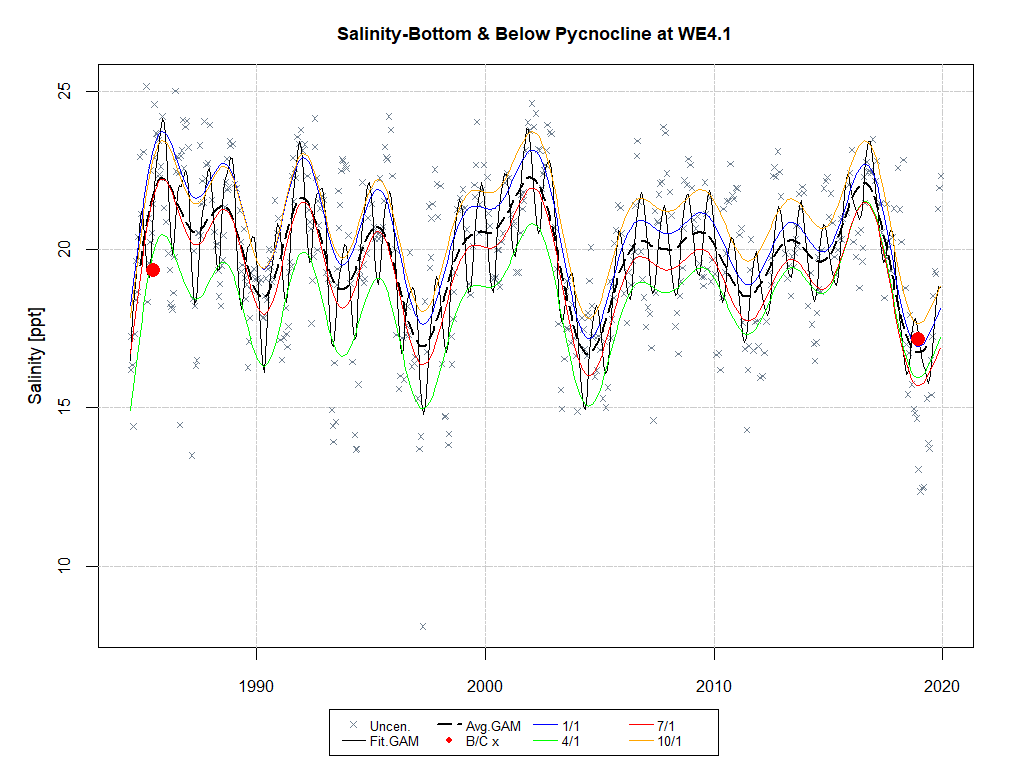 Salinity-Bottom & Below Pycnocline at WE4.1
25
20
15
10
Salinity [ppt]
1990 2000 2010 2020
Uncen. Avg.GAM 1/1 7/1
Fit.GAM B/C x 4/1 10/1